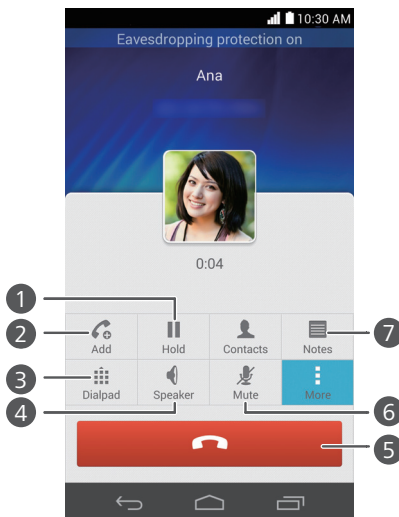 10:30 AM
Eavesdropping protection on
Ana
0:04
1
2
7
Add Hold Contacts Notes
3
Dialpad Speaker Mute More
4
6
5